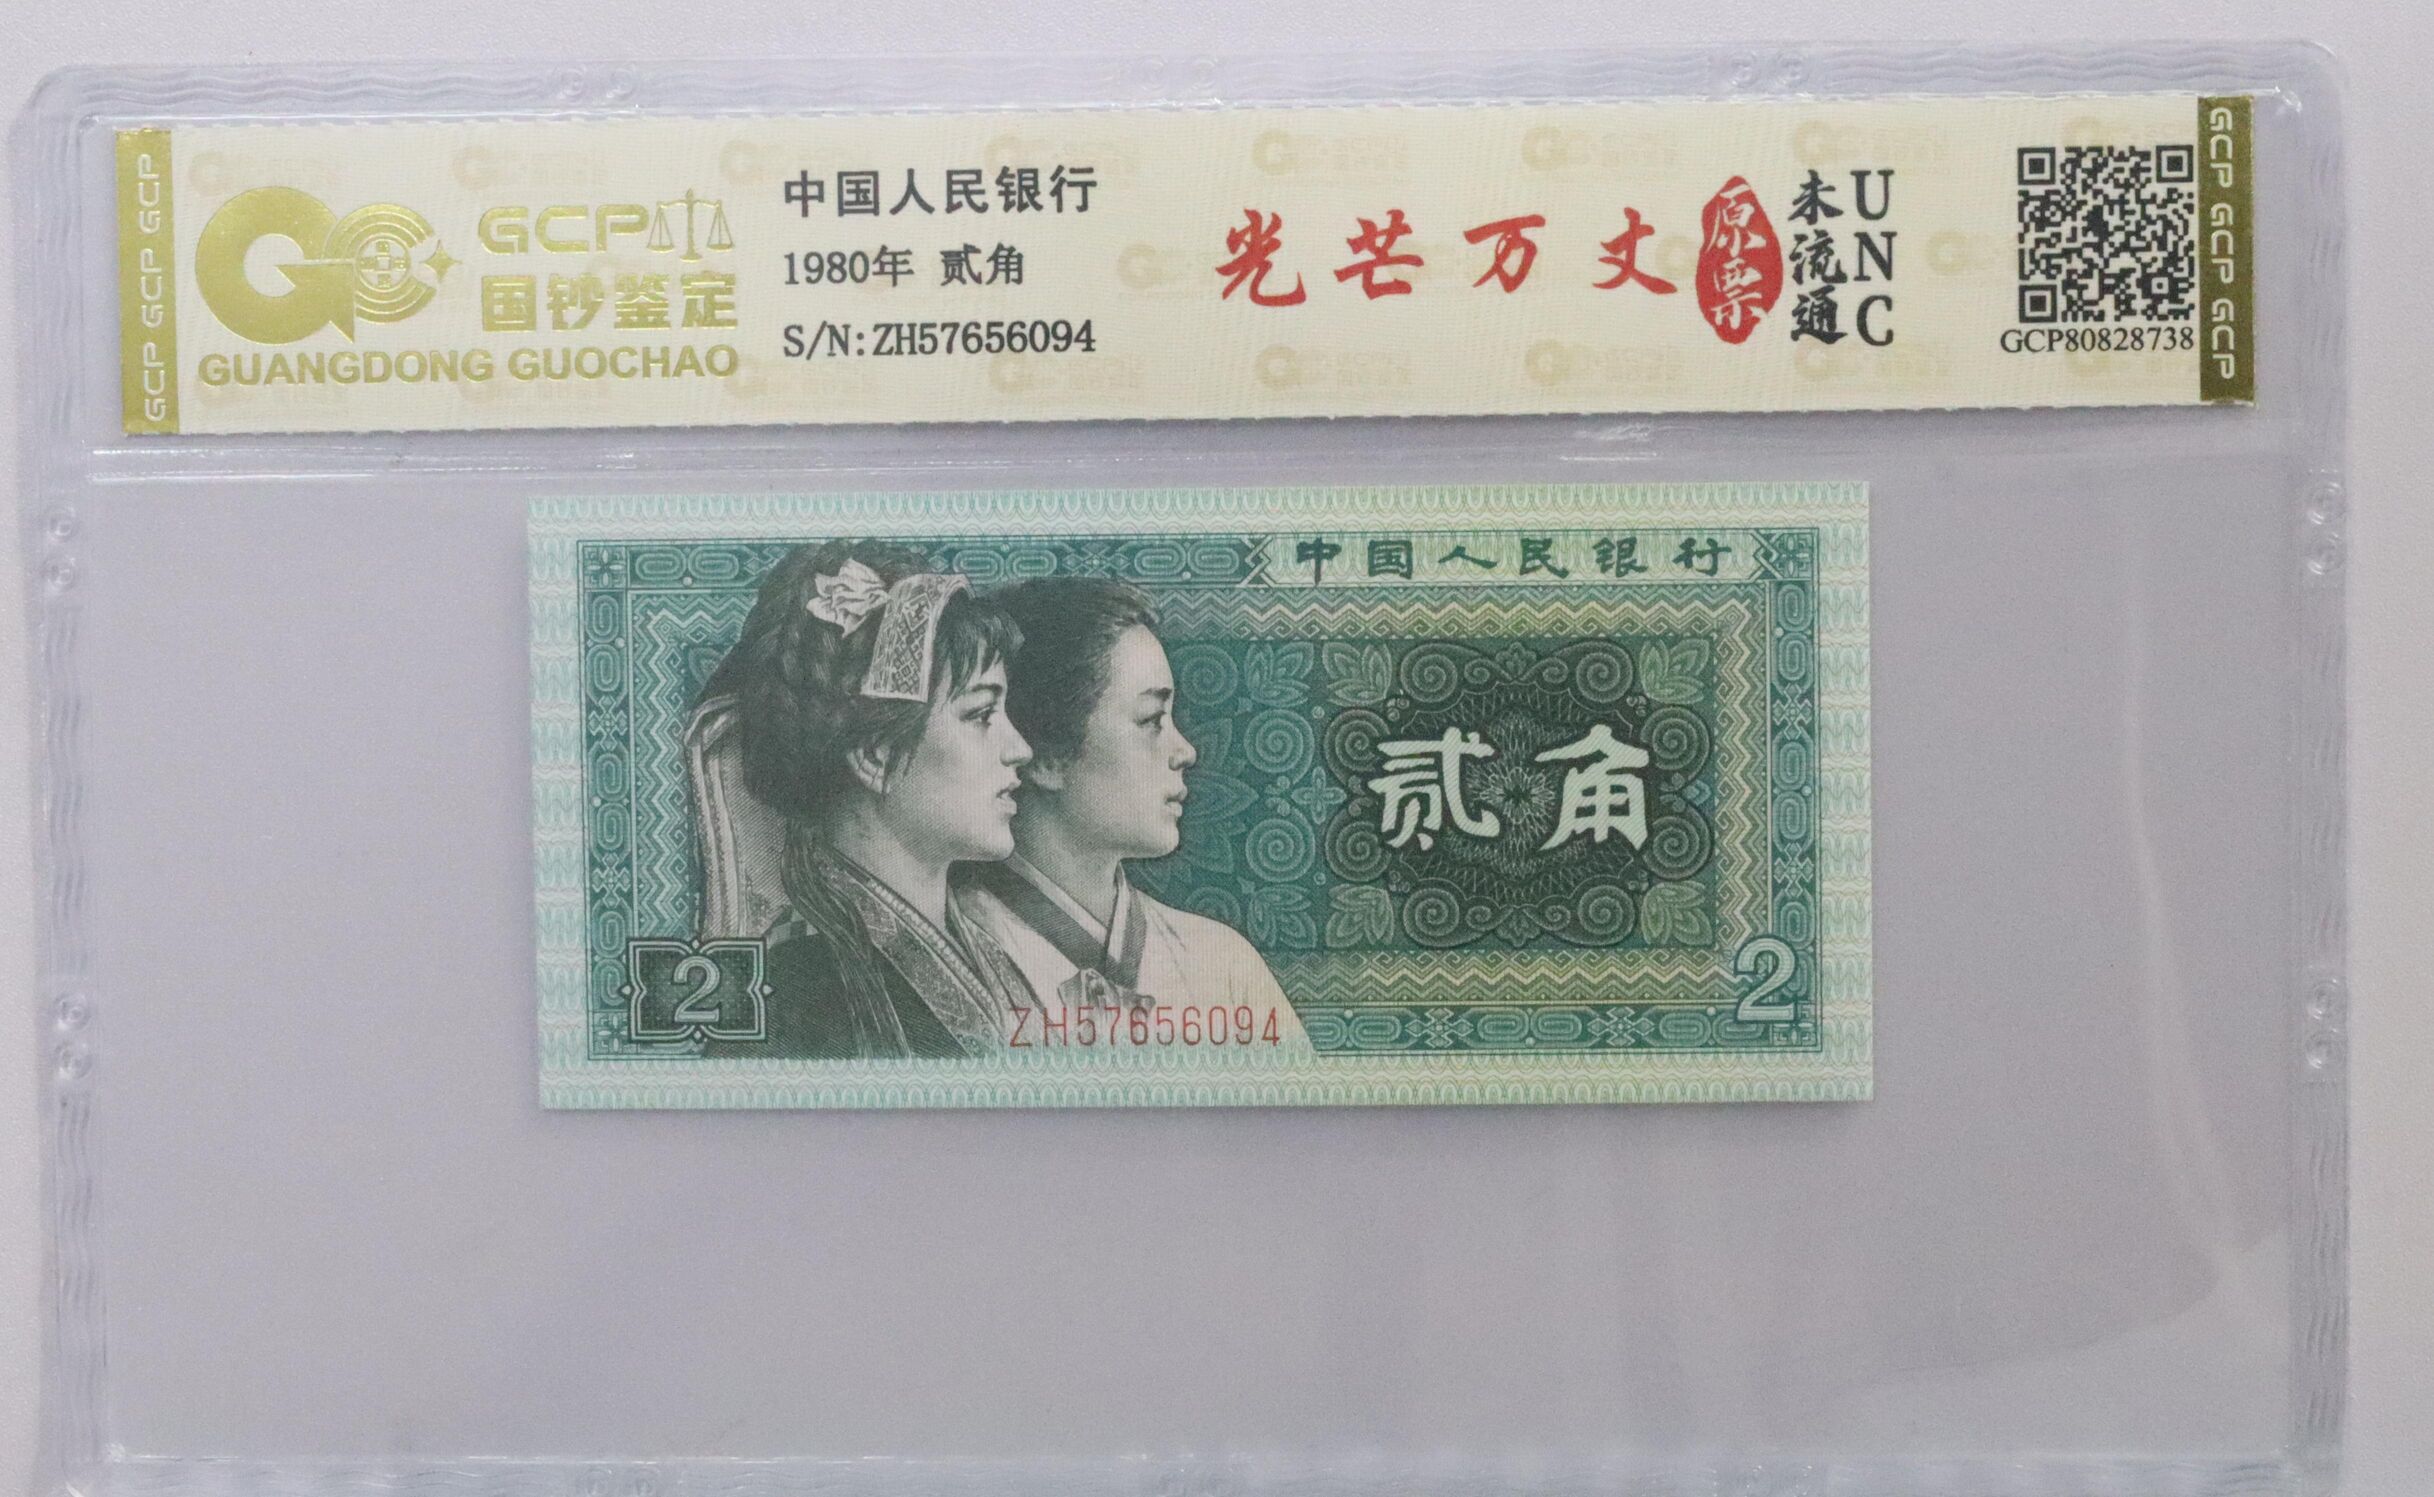 GCP GCP GCP
GCP
国钞鉴定
GUANGDONG GUOCHAO
中国人民银行
1980年 贰角
S/N:ZH57656094
光芒万丈
原票
未流通
UNC
GCP80828738
GCP GCP GCP
中国人民银行
贰角
2
2
ZH57656094